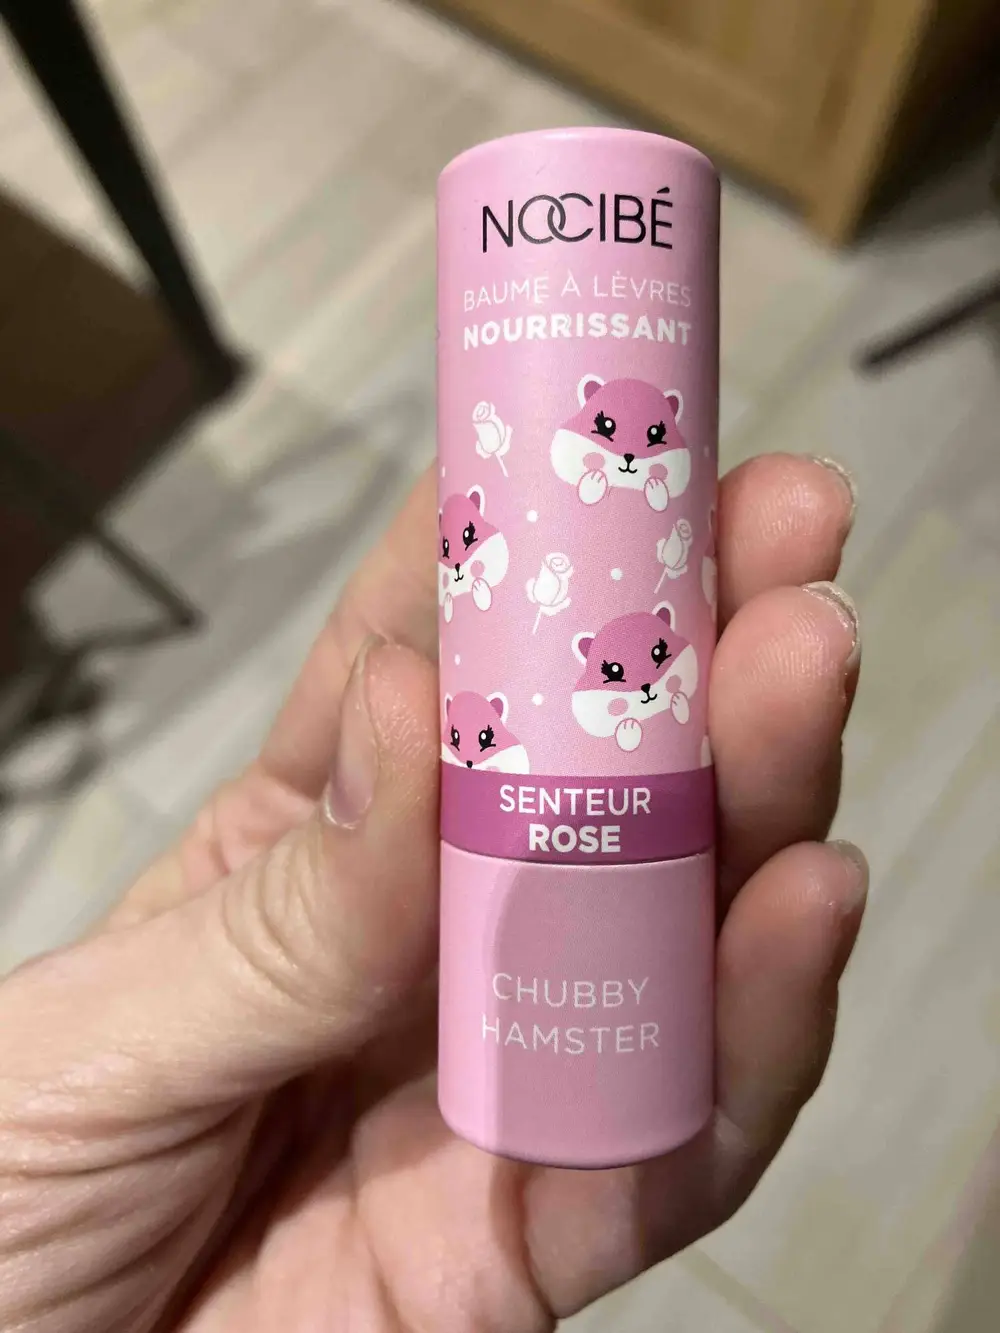 NOCIBÉ
BAUME À LÈVRES
NOURRISSANT
SENTEUR
ROSE
CHUBBY
HAMSTER